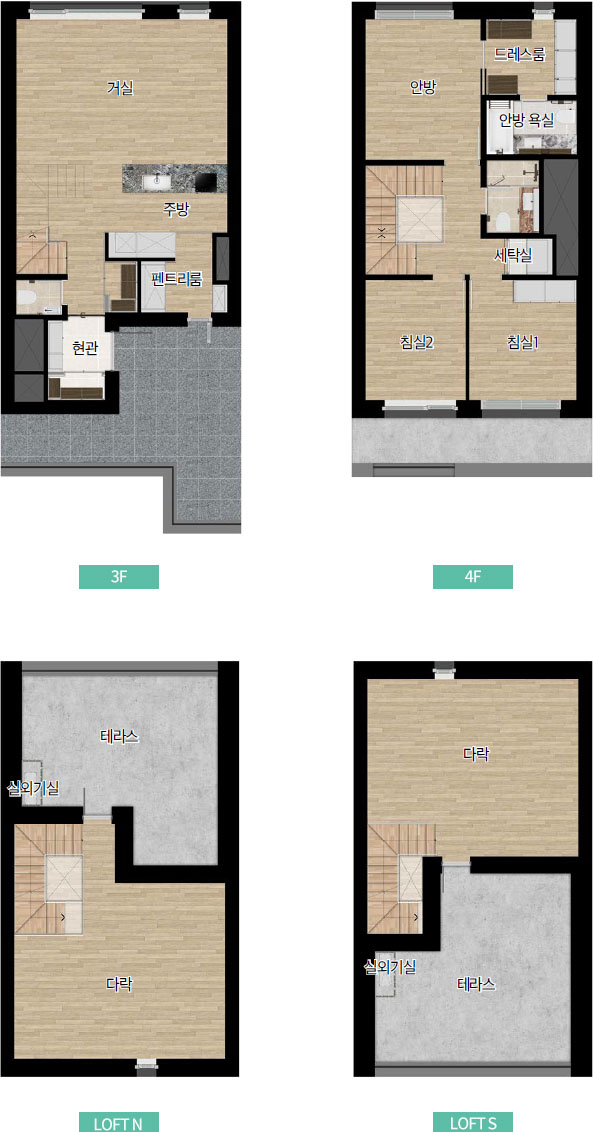 거실
주방
펜트리룸
현관
3F
드레스룸
안방
안방 욕실
세탁실
침실2
침실1
4F
테라스
실외기실
다락
LOFT N
다락
실외기실
테라스
LOFT S